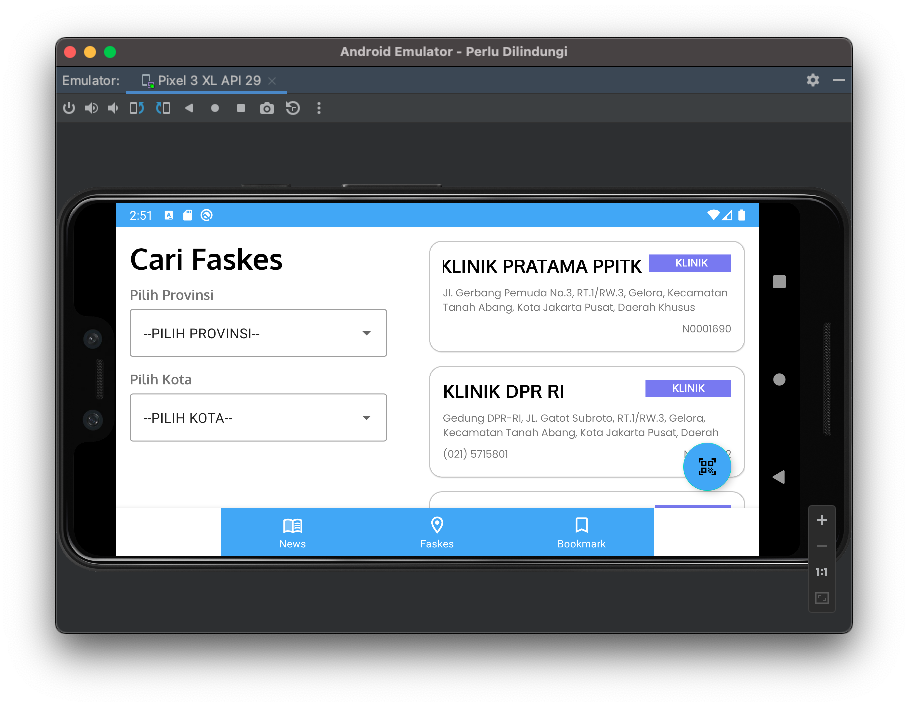 Android Emulator - Perlu Dilindungi
Emulator:
Pixel 3 XL API 29
2:51
Cari Faskes
Pilih Provinsi
--PILIH PROVINSI--
Pilih Kota
--PILIH KOTA--
KLINIK PRATAMA PPITK
KLINIK
Jl. Gerbang Pemuda No.3, RT.1/RW.3, Gelora, Kecamatan
Tanah Abang, Kota Jakarta Pusat, Daerah Khusus
N0001690
KLINIK DPR RI
KLINIK
Gedung DPR-RI, JL. Gatot Subroto, RT.1/RW.3, Gelora,
Kecamatan Tanah Abang, Kota Jakarta Pusat, Daerah
(021) 5715801
News
Faskes
Bookmark
1:1